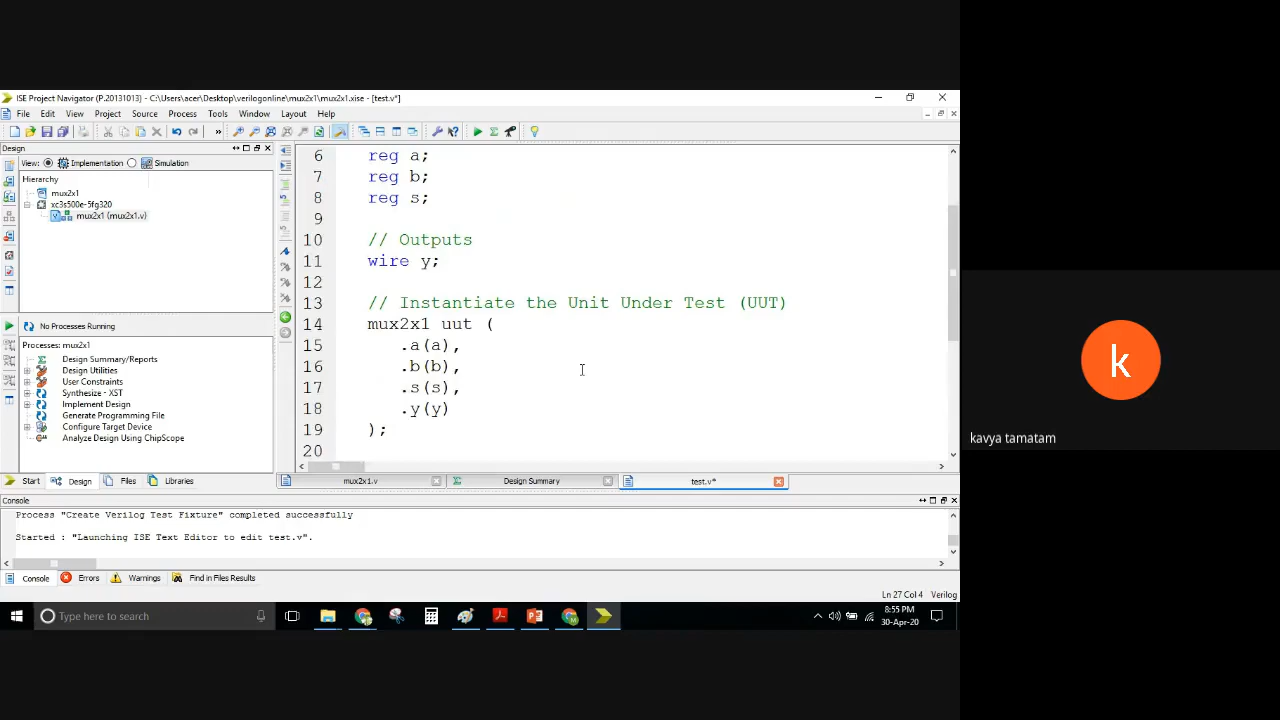 ISE Project Navigator (P.20131013) - C:\Users\acer\Desktop\verilogonline\mux2x1\mux2x1.xise - [test.v*]
File Edit View Project Source Process Tools Window Layout Help
Design
View: Implementation Simulation
Hierarchy
mux2x1
xc3s500e-5fg320
mux2x1 (mux2x1.v)
No Processes Running
Processes: mux2x1
Design Summary/Reports
Design Utilities
User Constraints
Synthesize - XST
Implement Design
Generate Programming File
Configure Target Device
Analyze Design Using ChipScope
Start Design Files Libraries
6 reg a;
7 reg b;
8 reg s;
9
10 // Outputs
11 wire y;
12
13 // Instantiate the Unit Under Test (UUT)
14 mux2x1 uut (
15 .a(a),
16 .b(b),
17 .s(s),
18 .y(y)
19 );
20
mux2x1.v Design Summary test.v*
Console
Process "Create Verilog Test Fixture" completed successfully
Started : "Launching ISE Text Editor to edit test.v".
Console Errors Warnings Find in Files Results
Ln 27 Col 4 Verilog
Type here to search
8:55 PM
30-Apr-20
k
kavya tamatam